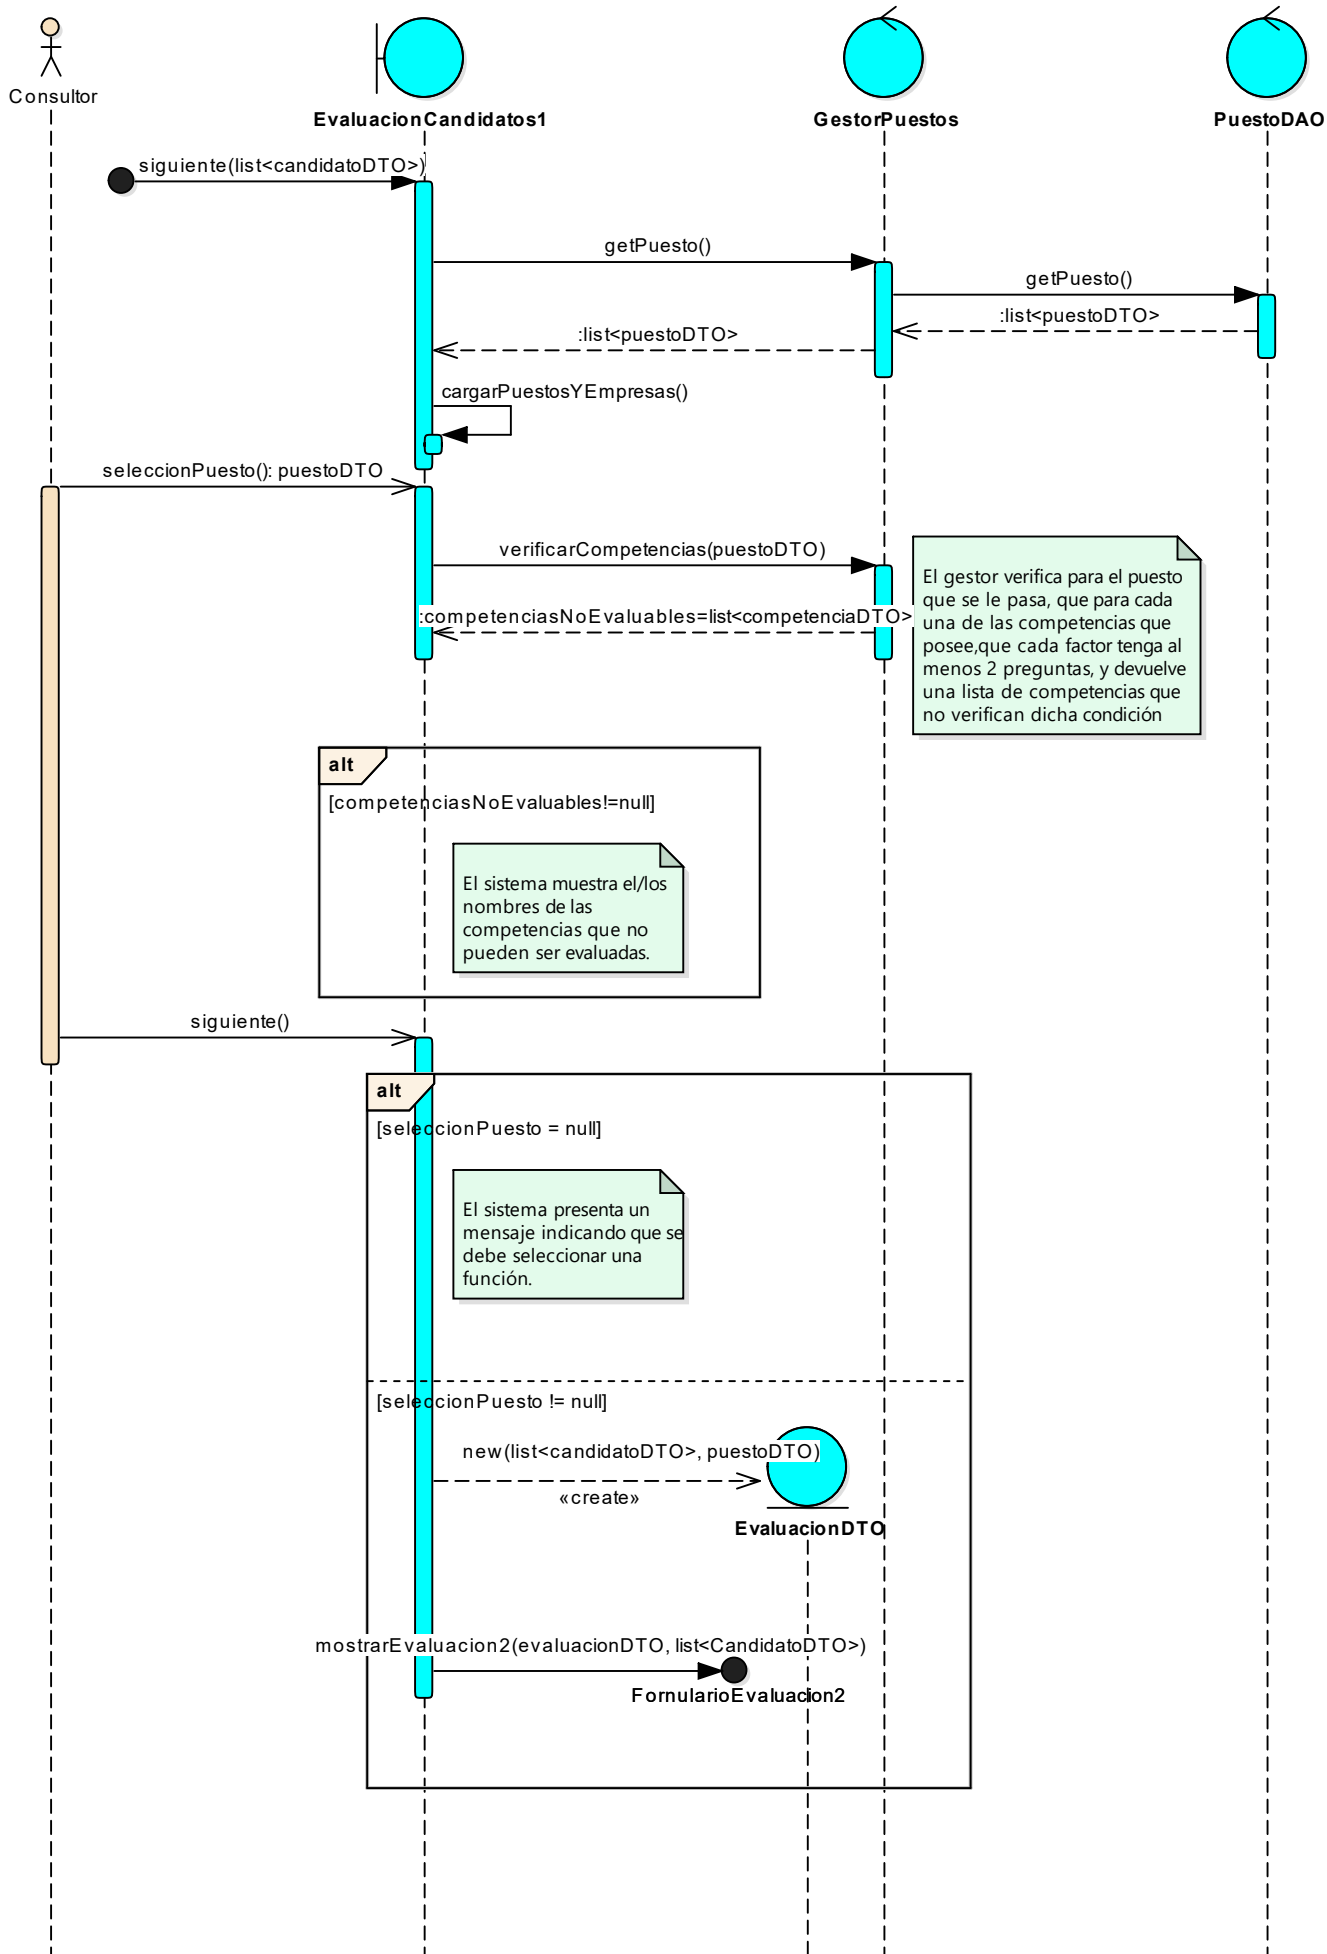 Consultor
EvaluacionCandidatos1
GestorPuestos
PuestoDAO
siguiente(list<candidatoDTO>)
getPuesto()
getPuesto()
:list<puestoDTO>
:list<puestoDTO>
cargarPuestosYEmpresas()
seleccionPuesto(): puestoDTO
verificarCompetencias(puestoDTO)
:competenciasNoEvaluables=list<competenciaDTO>
El gestor verifica para el puesto
que se le pasa, que para cada
una de las competencias que
posee,que cada factor tenga al
menos 2 preguntas, y devuelve
una lista de competencias que
no verifican dicha condición
alt
[competenciasNoEvaluables!=null]
El sistema muestra el/los
nombres de las
competencias que no
pueden ser evaluadas.
siguiente()
alt
[seleccionPuesto = null]
El sistema presenta un
mensaje indicando que se
debe seleccionar una
función.
[seleccionPuesto != null]
new(list<candidatoDTO>, puestoDTO)
«create»
EvaluacionDTO
mostrarEvaluacion2(evaluacionDTO, list<CandidatoDTO>)
FornularioEvaluacion2